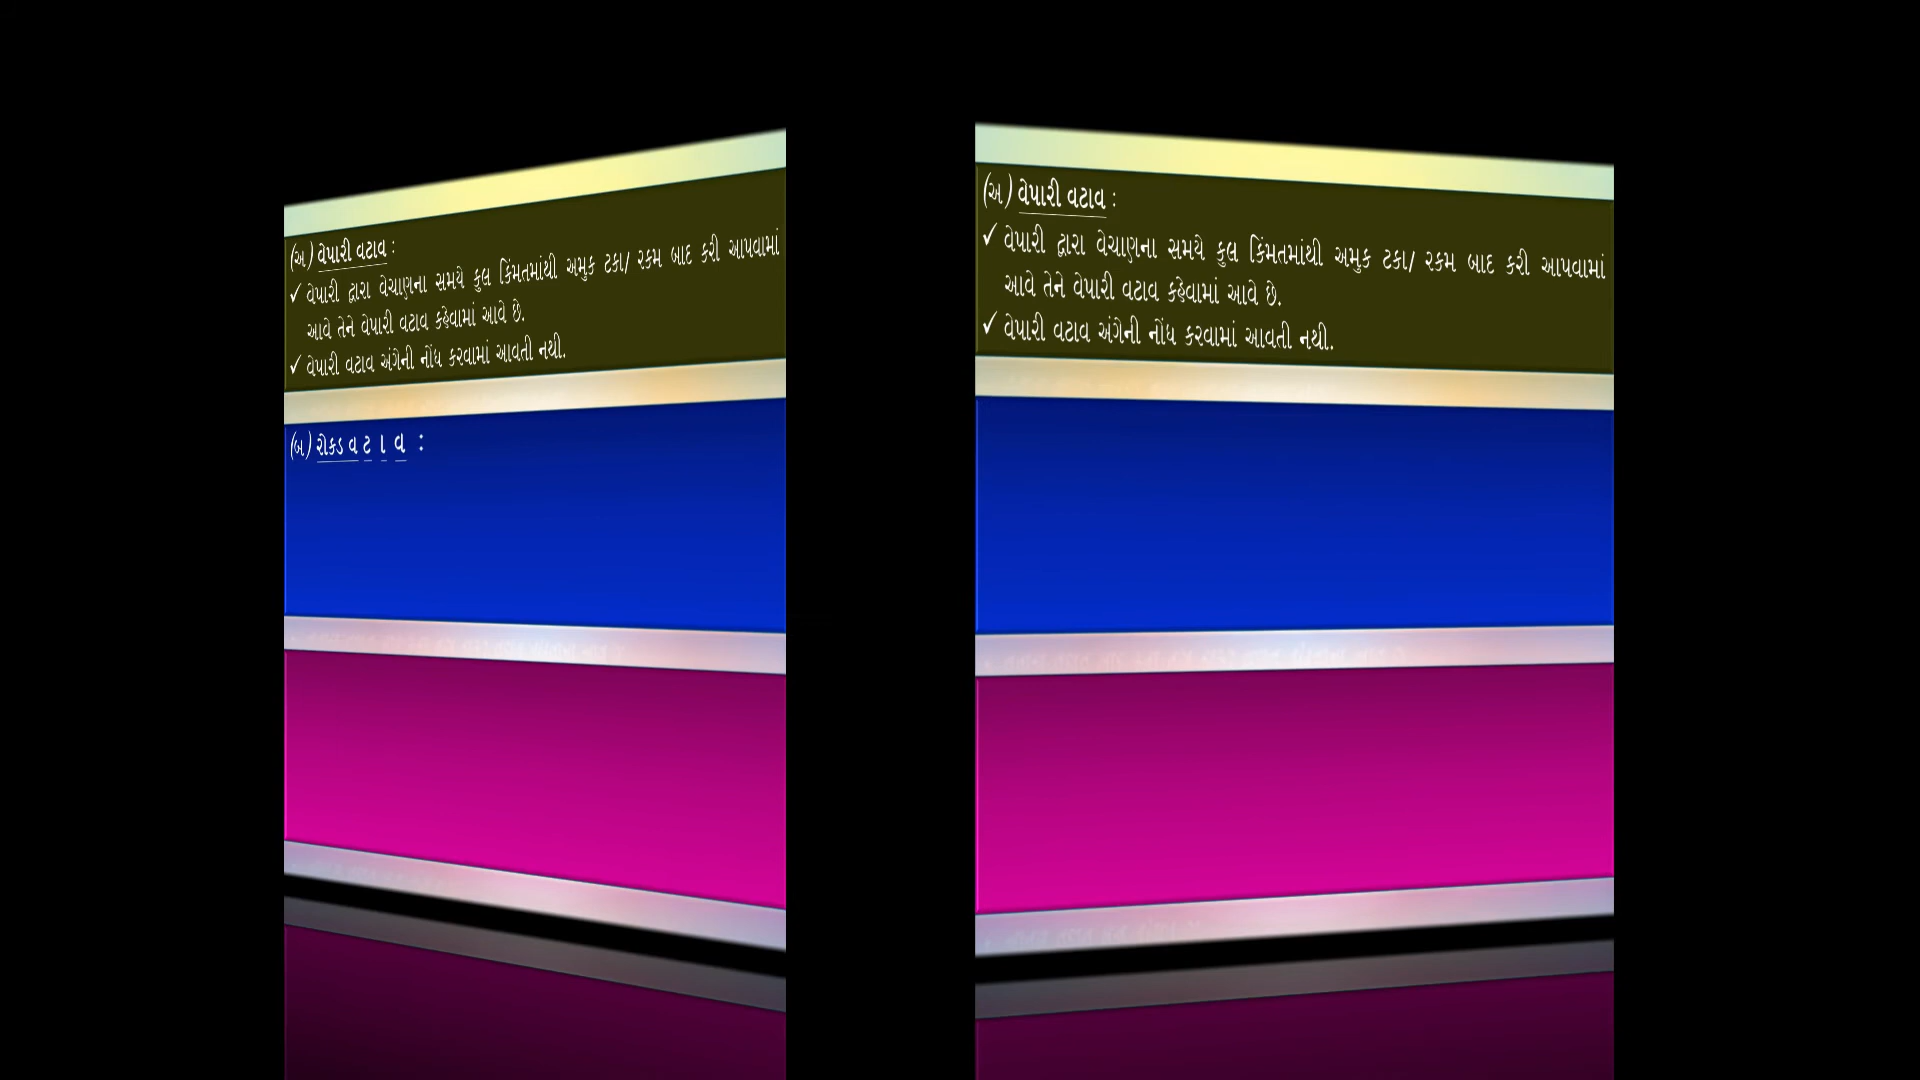 (અ) વેપારી વટાવ :
✓ વેપારી દ્વારા વેચાણના સમયે કુલ કિંમતમાંથી અમુક ટકા/ રકમ બાદ કરી આપવામાં
આવે તેને વેપારી વટાવ કહેવામાં આવે છે.
✓ વેપારી વટાવ અંગેની નોંધ કરવામાં આવતી નથી.
(બ) રોકડ વ ટ ા વ :
(અ) વેપારી વટાવ :
✓ વેપારી દ્વારા વેચાણના સમયે કુલ કિંમતમાંથી અમુક ટકા/ રકમ બાદ કરી આપવામાં
આવે તેને વેપારી વટાવ કહેવામાં આવે છે.
✓ વેપારી વટાવ અંગેની નોંધ કરવામાં આવતી નથી.